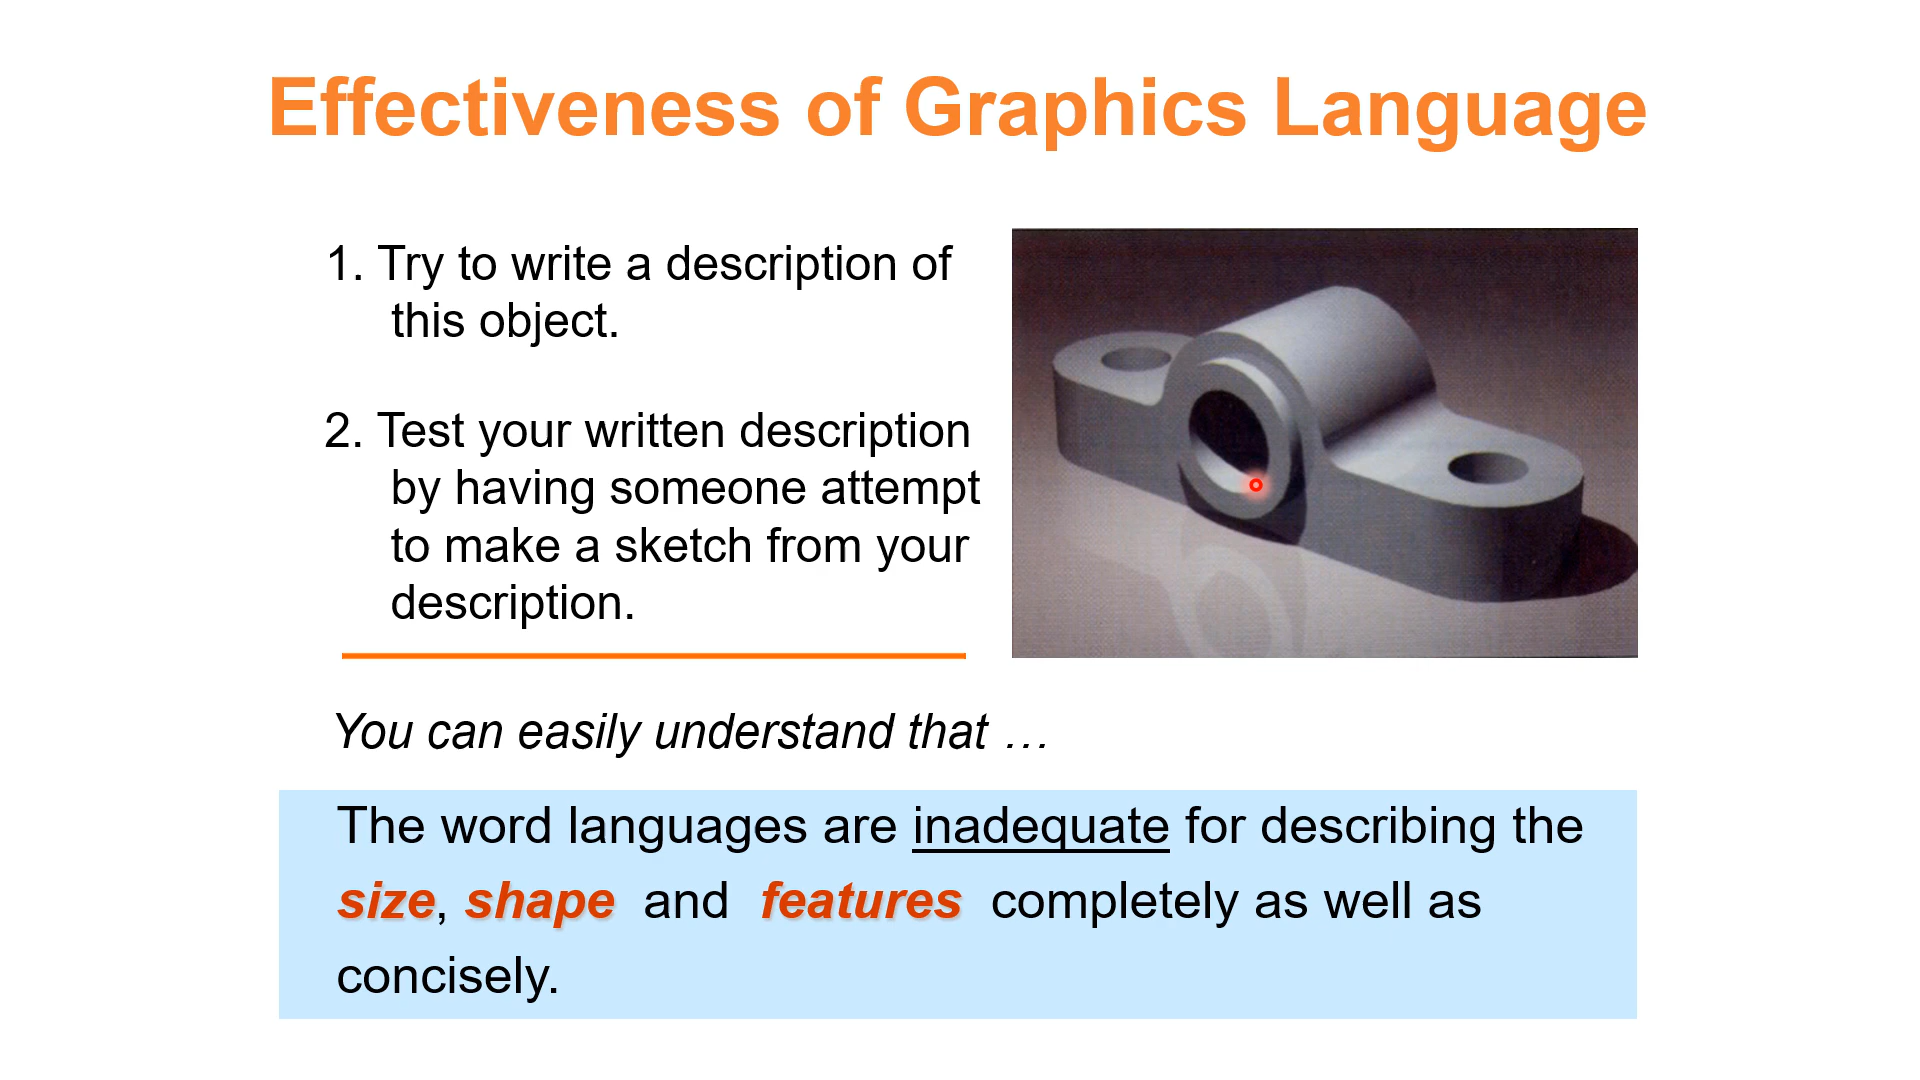 Effectiveness of Graphics Language
1. Try to write a description of
this object.
2. Test your written description
by having someone attempt
to make a sketch from your
description.
You can easily understand that …
The word languages are inadequate for describing the
size, shape and features completely as well as
concisely.